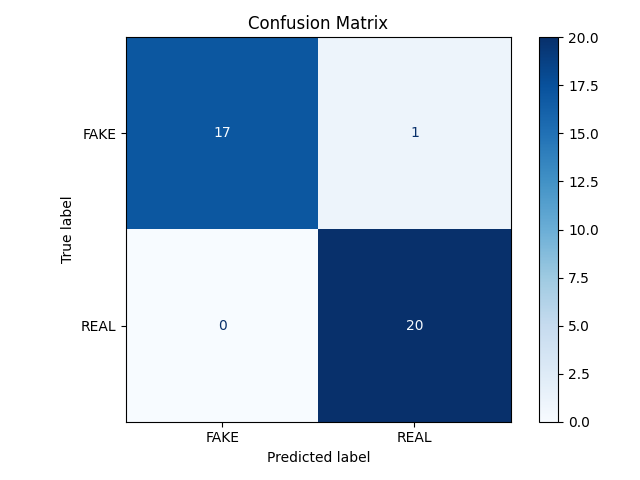 Confusion Matrix
20.0
17.5
15.0
12.5
10.0
7.5
5.0
2.5
0.0
True label
FAKE
17
1
REAL
0
20
FAKE
REAL
Predicted label